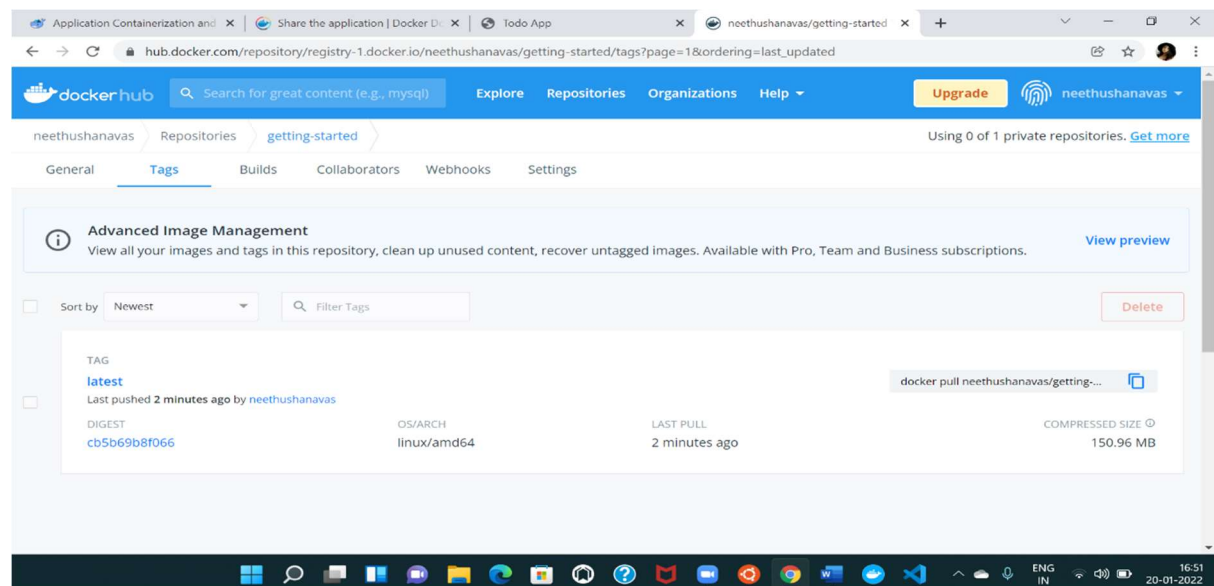 Application Containerization and
Share the application | Docker Do
Todo App
neethushanavas/getting-started
hub.docker.com/repository/registry-1.docker.io/neethushanavas/getting-started/tags?page=1&ordering=last_updated
dockerhub Search for great content (e.g., mysql) Explore Repositories Organizations Help Upgrade neethushanavas
neethushanavas Repositories getting-started Using 0 of 1 private repositories. Get more
General Tags Builds Collaborators Webhooks Settings
Advanced Image Management
View all your images and tags in this repository, clean up unused content, recover untagged images. Available with Pro, Team and Business subscriptions.
View preview
Sort by Newest Filter Tags Delete
TAG
latest
docker pull neethushanavas/getting-...
Last pushed 2 minutes ago by neethushanavas
DIGEST OS/ARCH LAST PULL COMPRESSED SIZE
cb5b69b8f066 linux/amd64 2 minutes ago 150.96 MB
ENG
IN
16:51
20-01-2022